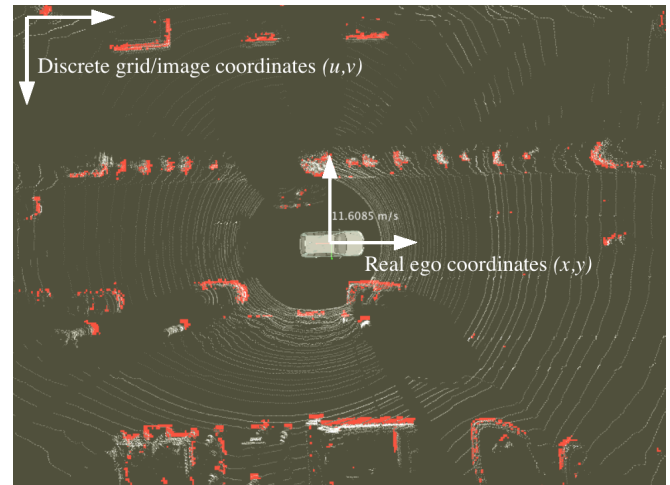 Discrete grid/image coordinates (u,v)
11.6085 m/s
Real ego coordinates (x,y)